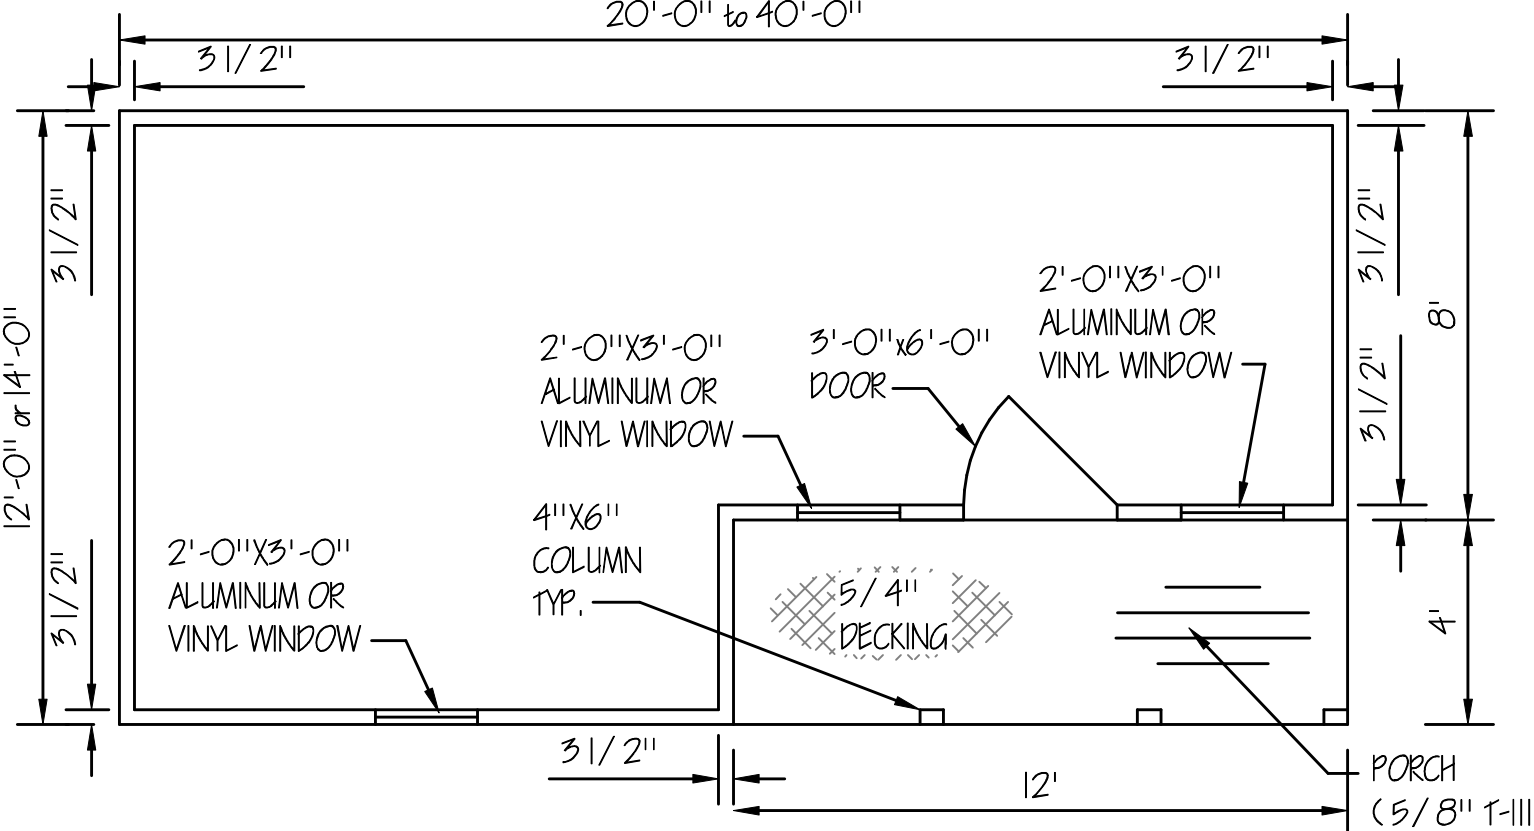 20'-0" to 40'-0"
3 1/2"
3 1/2"
3 1/2"
3 1/2"
8'
2'-0"X3'-0"
ALUMINUM OR
VINYL WINDOW
12'-0" or 14'-0"
2'-0"X3'-0"
ALUMINUM OR
VINYL WINDOW
3'-0"x6'-0"
DOOR
3 1/2"
4"X6"
COLUMN
TYP.
2'-0"X3'-0"
ALUMINUM OR
VINYL WINDOW
3 1/2"
5/4"
DECKING
4'
3 1/2"
12'
PORCH
(5/8" T-111